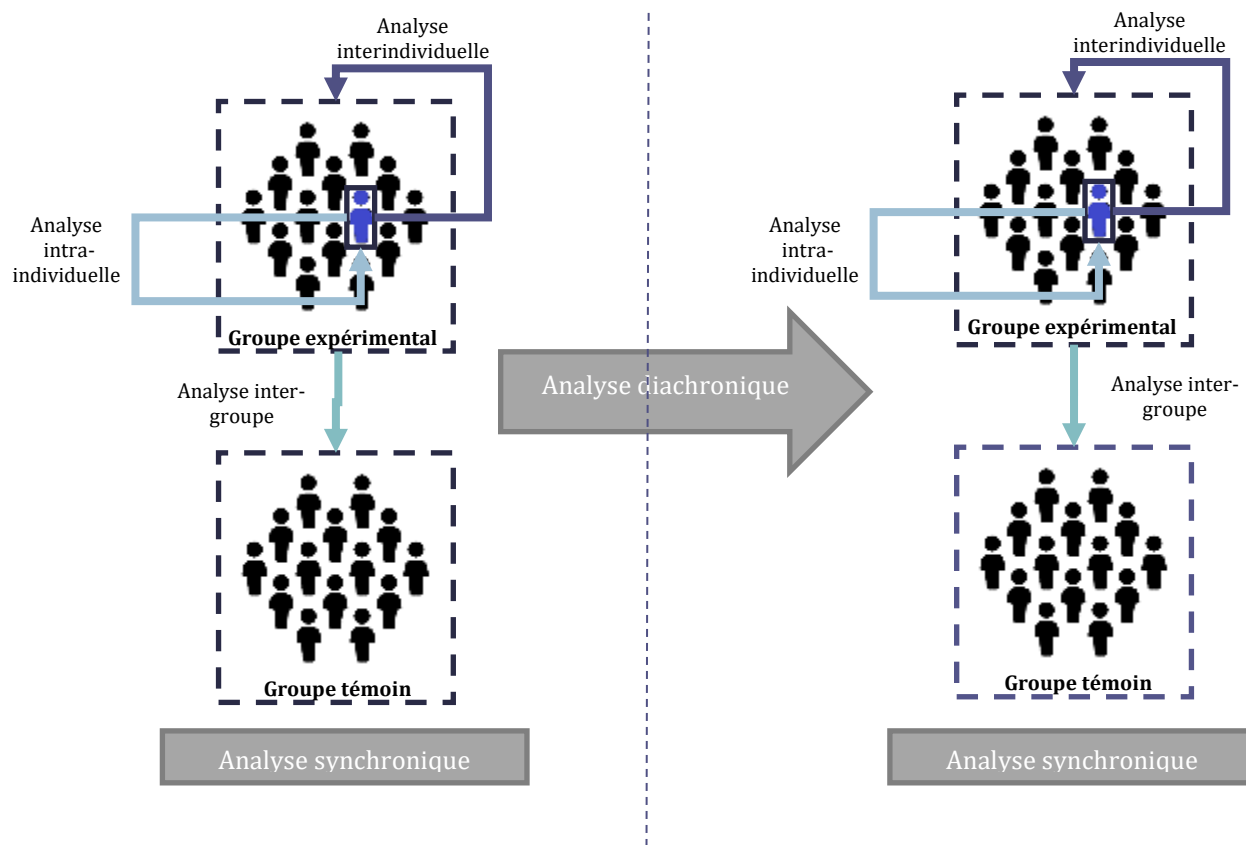 Analyse
interindividuelle
Analyse
intra-
individuelle
Groupe expérimental
Analyse inter-
groupe
Groupe témoin
Analyse synchronique
Analyse diachronique
Analyse
interindividuelle
Analyse
intra-
individuelle
Groupe expérimental
Analyse inter-
groupe
Groupe témoin
Analyse synchronique